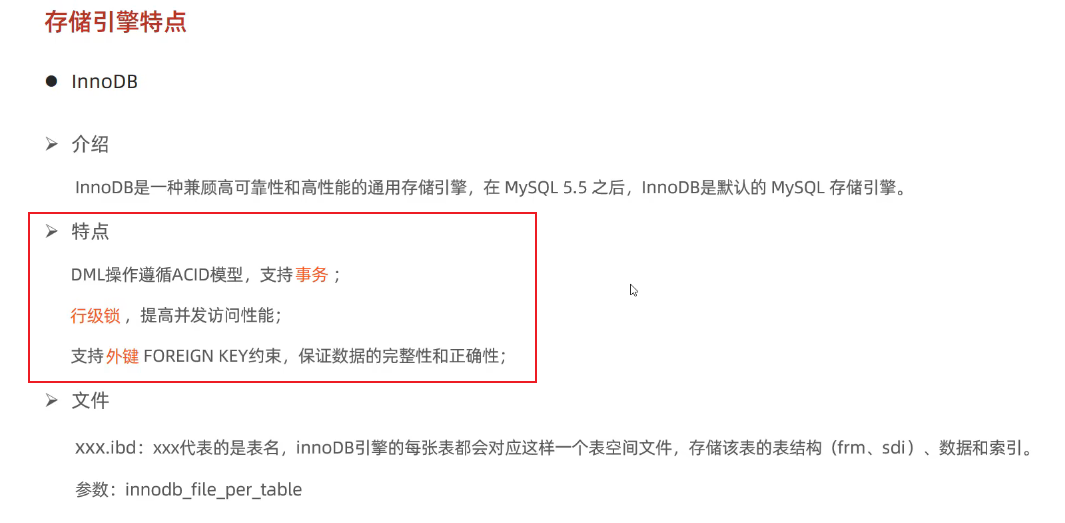 存储引擎特点
InnoDB
介绍
InnoDB是一种兼顾高可靠性和高性能的通用存储引擎，在 MySQL 5.5 之后，InnoDB是默认的 MySQL 存储引擎。
特点
DML操作遵循ACID模型，支持事务；
行级锁，提高并发访问性能；
支持外键 FOREIGN KEY约束，保证数据的完整性和正确性；
文件
xxx.ibd：xxx代表的是表名，innoDB引擎的每张表都会对应这样一个表空间文件，存储该表的表结构（frm、sdi）、数据和索引。
参数：innodb_file_per_table